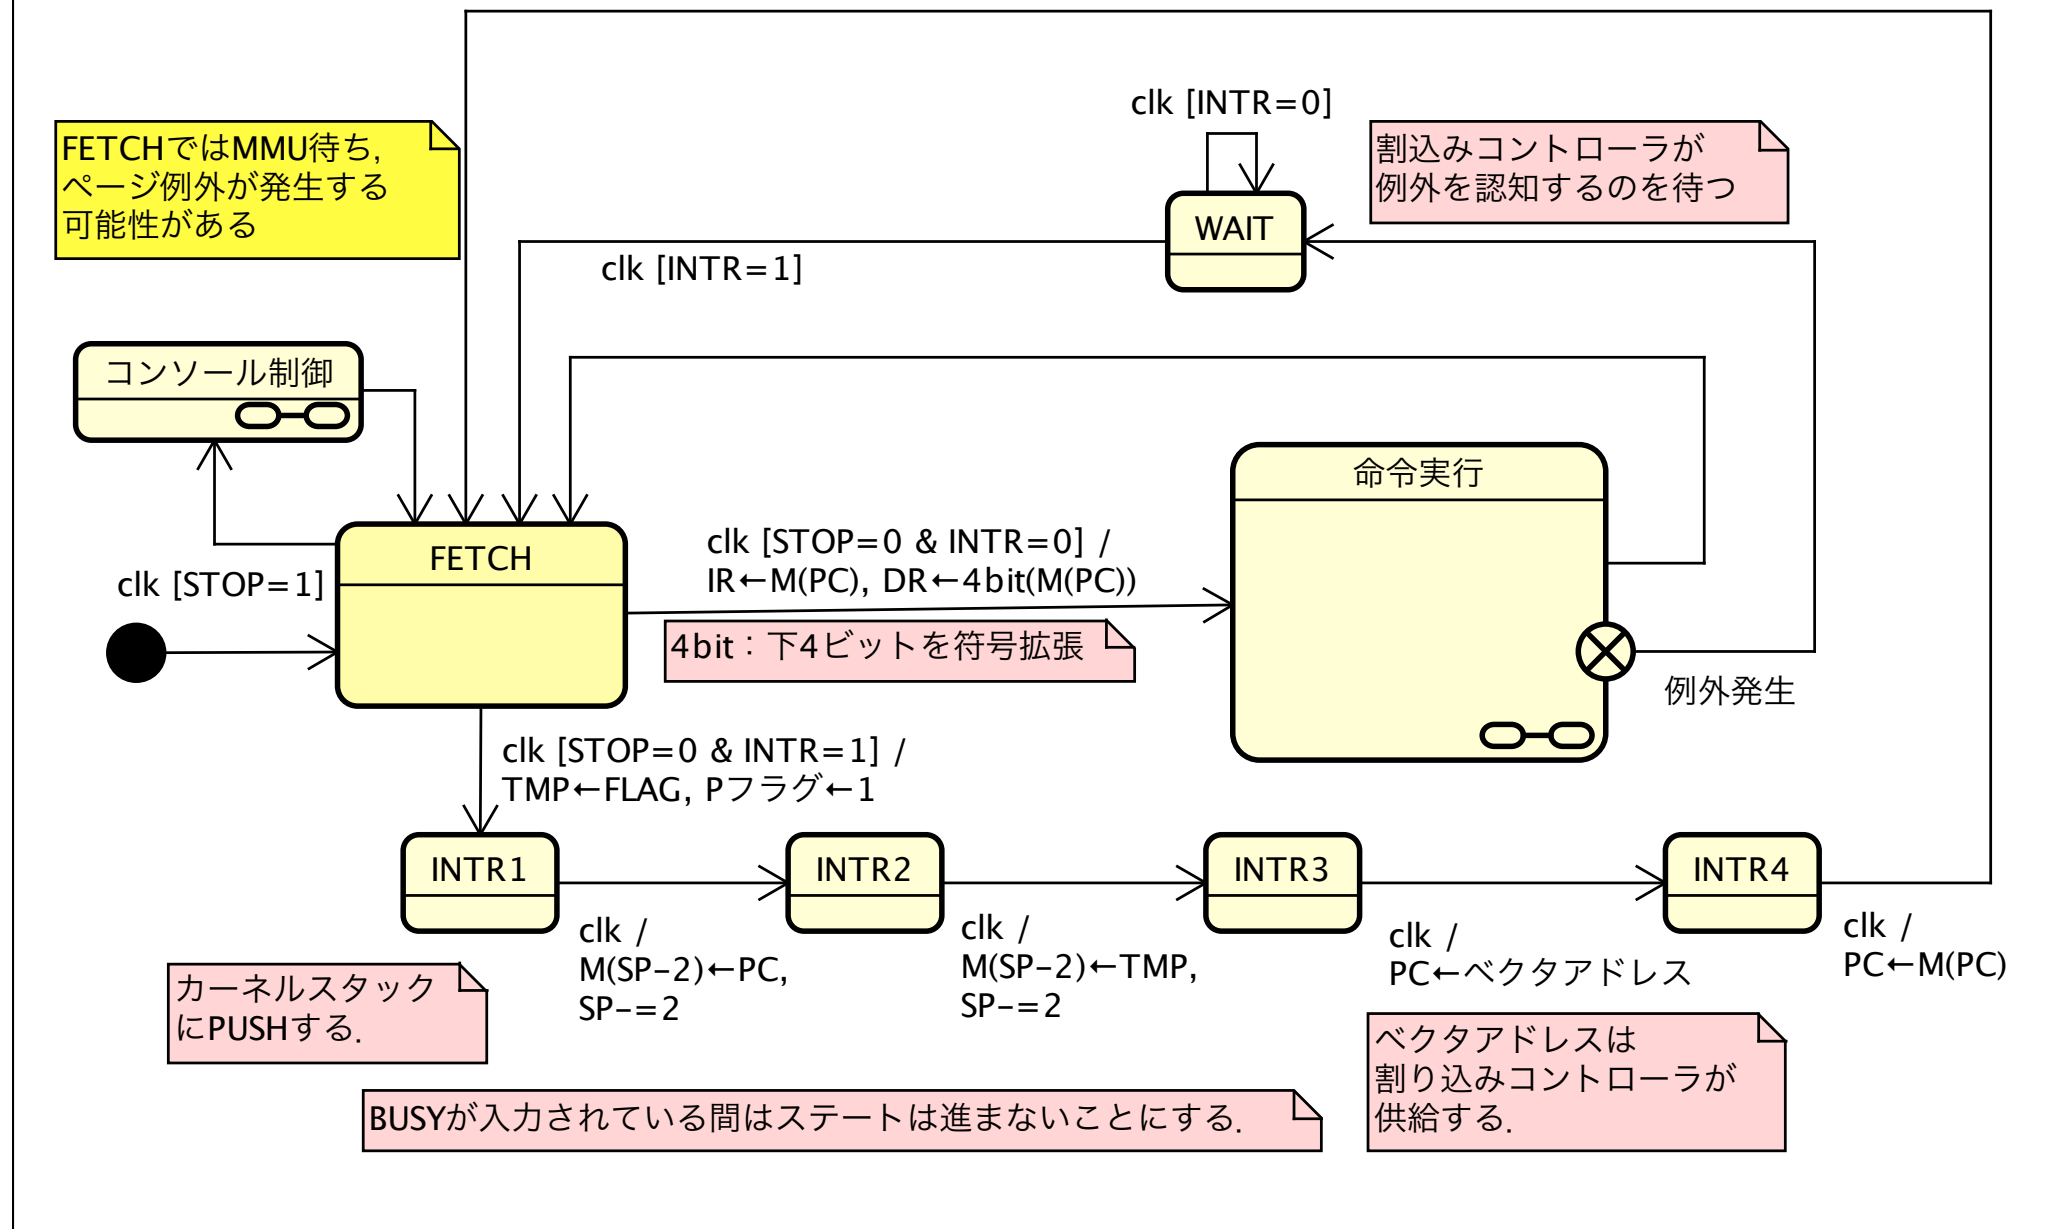 clk [INTR=0]
FETCHではMMU待ち,
ページ例外が発生する
可能性がある
割込みコントローラが
例外を認知するのを待つ
WAIT
clk [INTR=1]
コンソール制御
命令実行
FETCH
clk [STOP=0 & INTR=0] /
IR←M(PC), DR←4bit(M(PC))
clk [STOP=1]
4bit：下4ビットを符号拡張
例外発生
clk [STOP=0 & INTR=1] /
TMP←FLAG, Pフラグ←1
INTR1
INTR2
INTR3
INTR4
clk /
M(SP-2)←PC,
SP-=2
clk /
M(SP-2)←TMP,
SP-=2
clk /
PC←ベクタアドレス
clk /
PC←M(PC)
カーネルスタック
にPUSHする.
ベクタアドレスは
割り込みコントローラが
供給する.
BUSYが入力されている間はステートは進まないことにする.